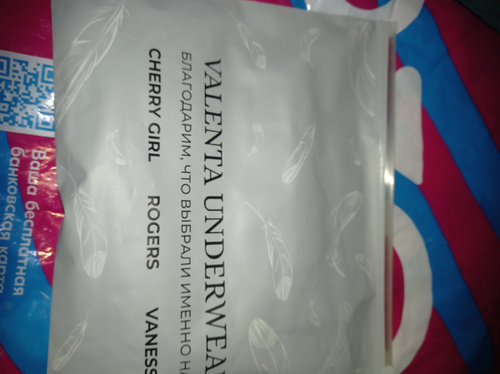 VALENTA UNDERWEA
БЛАГОДАРИМ, ЧТО ВЫБРАЛИ ИМЕННО НА
CHERRY GIRL ROGERS VANESS
Ваша бесплатная
банковская карта